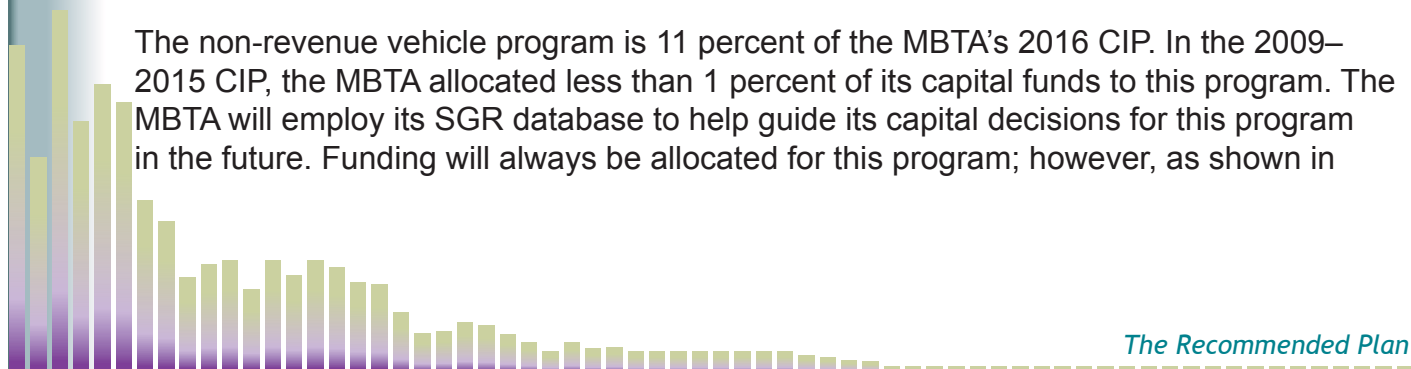 The non-revenue vehicle program is 11 percent of the MBTA’s 2016 CIP. In the 2009–
2015 CIP, the MBTA allocated less than 1 percent of its capital funds to this program. The
MBTA will employ its SGR database to help guide its capital decisions for this program
in the future. Funding will always be allocated for this program; however, as shown in
The Recommended Plan